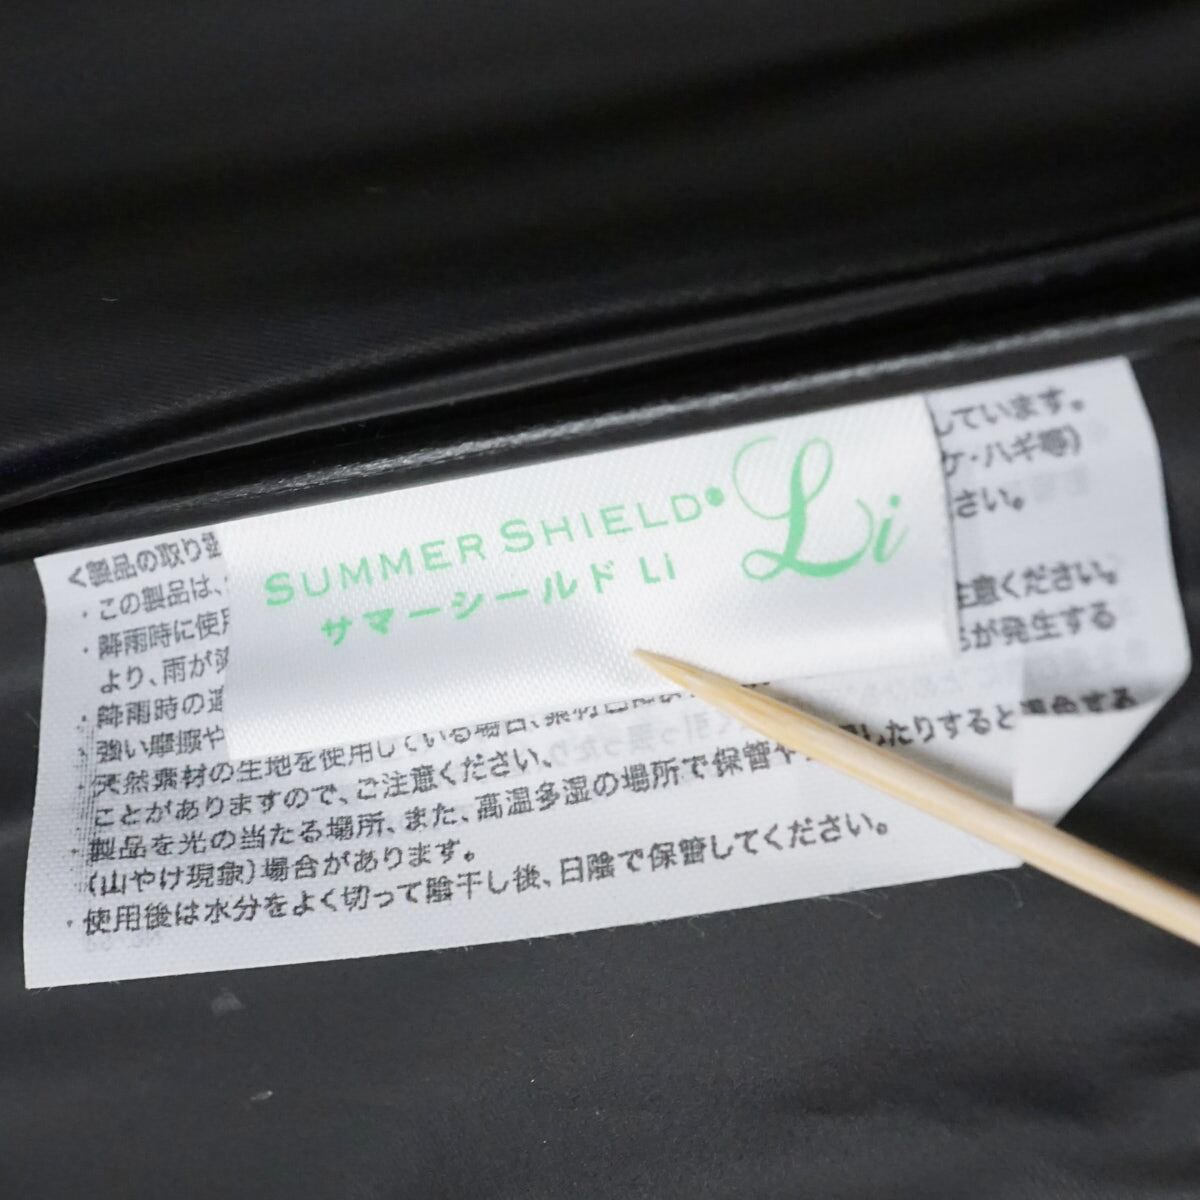 SUMMER SHIELD® Li
サマーシールド Li
<製品の取り
しています。
・この製品は、
ケ・ハギ等)
・降雨時に使用
さい。
より、雨が
・降雨時の
注意ください。
強い摩擦や
が発生する
・天然素材の生地を使用している場合、素材
したりすると退色する
ことがありますので、ご注意ください。
・製品を光の当たる場所、また、高温多湿の場所で保管や
(山やけ現象)場合があります。
・使用後は水分をよく切って陰干し後、日陰で保管してください。